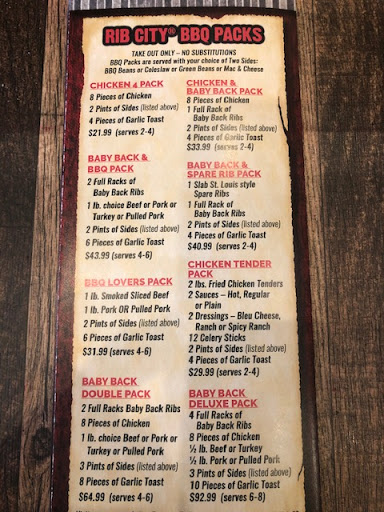 RIB CITY® BBQ PACKS
TAKE OUT ONLY – NO SUBSTITUTIONS
BBQ Packs are served with your choice of Two Sides:
BBQ Beans or Coleslaw or Green Beans or Mac & Cheese
CHICKEN 4 PACK
8 Pieces of Chicken
2 Pints of Sides (listed above)
4 Pieces of Garlic Toast
$21.99 (serves 2-4)
BABY BACK &
BBQ PACK
2 Full Racks of
Baby Back Ribs
1 lb. choice Beef or Pork or
Turkey or Pulled Pork
2 Pints of Sides (listed above)
6 Pieces of Garlic Toast
$43.99 (serves 4-6)
BBQ LOVERS PACK
1 lb. Smoked Sliced Beef
1 lb. Pork OR Pulled Pork
2 Pints of Sides (listed above)
6 Pieces of Garlic Toast
$31.99 (serves 4-6)
BABY BACK
DOUBLE PACK
2 Full Racks Baby Back Ribs
8 Pieces of Chicken
1 lb. choice Beef or Pork or
Turkey or Pulled Pork
3 Pints of Sides (listed above)
8 Pieces of Garlic Toast
$64.99 (serves 4-6)
CHICKEN &
BABY BACK PACK
8 Pieces of Chicken
1 Full Rack of
Baby Back Ribs
2 Pints of Sides (listed above)
4 Pieces of Garlic Toast
$33.99 (serves 2-4)
BABY BACK &
SPARE RIB PACK
1 Slab St. Louis style
Spare Ribs
1 Full Rack of
Baby Back Ribs
2 Pints of Sides (listed above)
4 Pieces of Garlic Toast
$40.99 (serves 2-4)
CHICKEN TENDER
PACK
2 lbs. Fried Chicken Tenders
2 Sauces – Hot, Regular
or Plain
2 Dressings – Bleu Cheese,
Ranch or Spicy Ranch
12 Celery Sticks
2 Pints of Sides (listed above)
4 Pieces of Garlic Toast
$29.99 (serves 2-4)
BABY BACK
DELUXE PACK
4 Full Racks of
Baby Back Ribs
8 Pieces of Chicken
½ lb. Beef or Turkey
½ lb. Pork or Pulled Pork
3 Pints of Sides (listed above)
10 Pieces of Garlic Toast
$92.99 (serves 6-8)